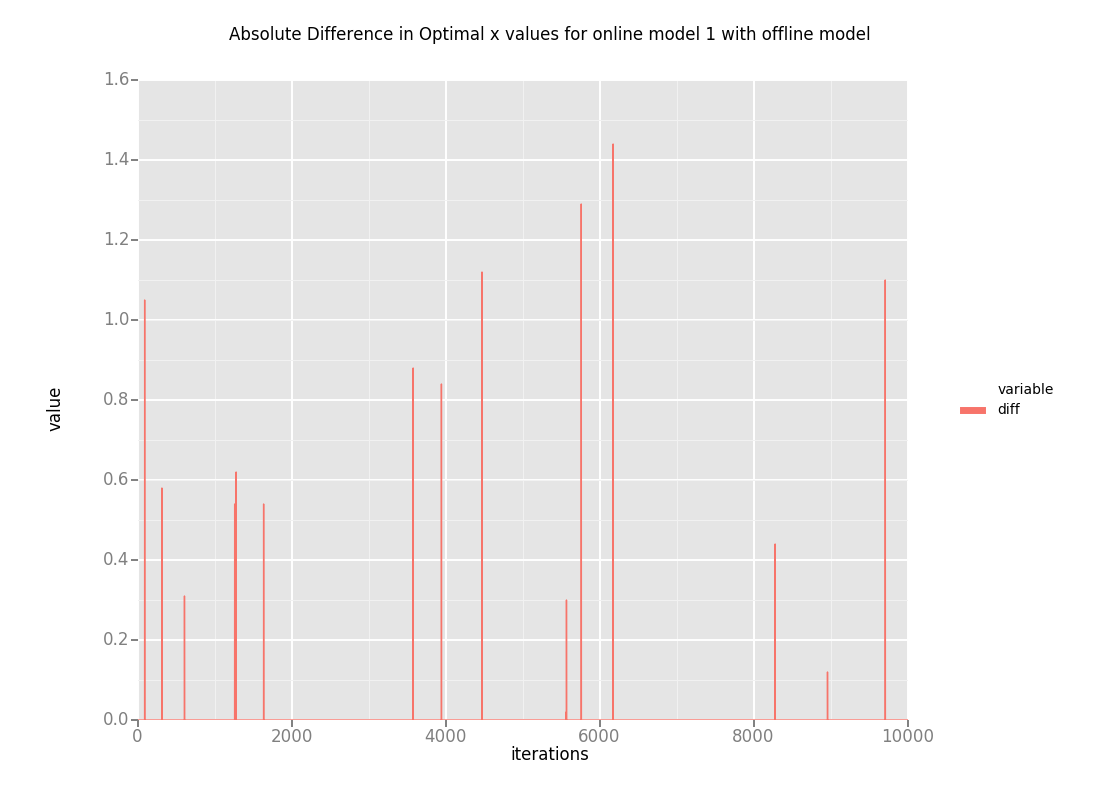 Absolute Difference in Optimal x values for online model 1 with offline model
1.6
1.4
1.2
1.0
0.8
0.6
0.4
0.2
0.0
value
0 2000 4000 6000 8000 10000
iterations
variable
diff